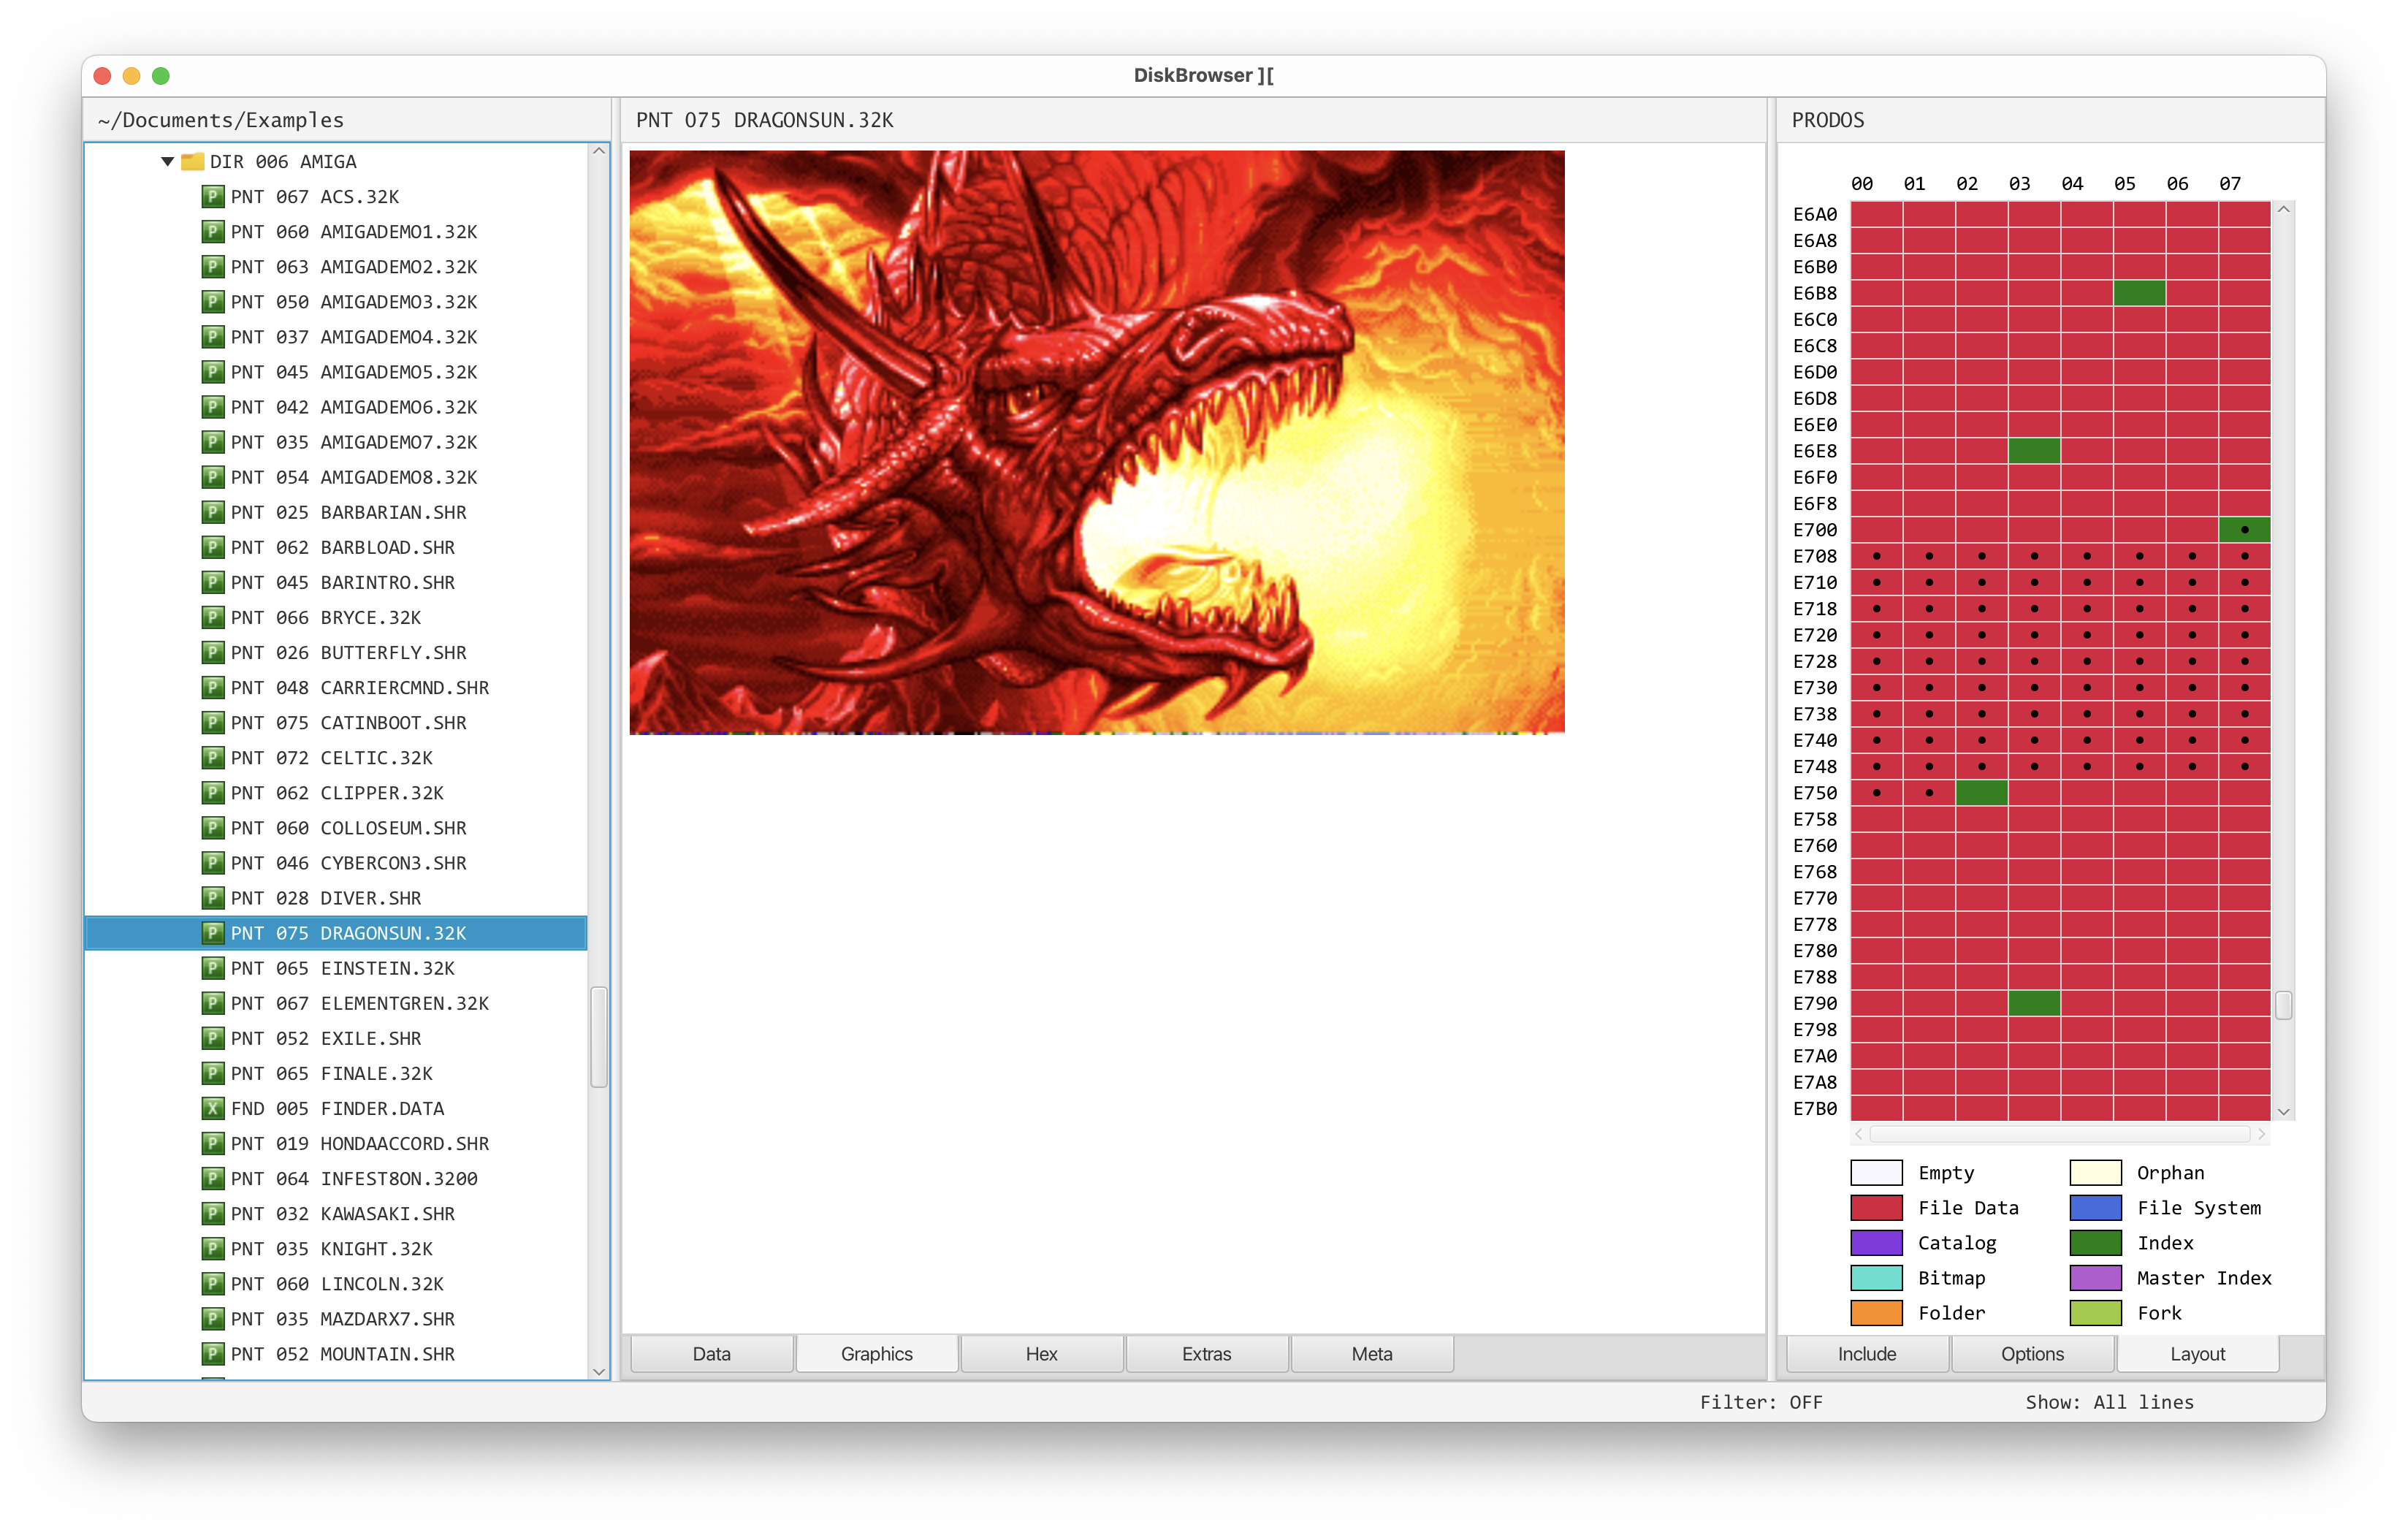 DiskBrowser ][
~/Documents/Examples
DIR 006 AMIGA
P PNT 067 ACS.32K
P PNT 060 AMIGADEMO1.32K
P PNT 063 AMIGADEMO2.32K
P PNT 050 AMIGADEMO3.32K
P PNT 037 AMIGADEMO4.32K
P PNT 045 AMIGADEMO5.32K
P PNT 042 AMIGADEMO6.32K
P PNT 035 AMIGADEMO7.32K
P PNT 054 AMIGADEMO8.32K
P PNT 025 BARBARIAN.SHR
P PNT 062 BARBLOAD.SHR
P PNT 045 BARINTRO.SHR
P PNT 066 BRYCE.32K
P PNT 026 BUTTERFLY.SHR
P PNT 048 CARRIERCMND.SHR
P PNT 075 CATINBOOT.SHR
P PNT 072 CELTIC.32K
P PNT 062 CLIPPER.32K
P PNT 060 COLLOSEUM.SHR
P PNT 046 CYBERCON3.SHR
P PNT 028 DIVER.SHR
P PNT 075 DRAGONSUN.32K
P PNT 065 EINSTEIN.32K
P PNT 067 ELEMENTGREN.32K
P PNT 052 EXILE.SHR
P PNT 065 FINALE.32K
X FND 005 FINDER.DATA
P PNT 019 HONDAACCORD.SHR
P PNT 064 INFEST8ON.3200
P PNT 032 KAWASAKI.SHR
P PNT 035 KNIGHT.32K
P PNT 060 LINCOLN.32K
P PNT 035 MAZDARX7.SHR
P PNT 052 MOUNTAIN.SHR
PNT 075 DRAGONSUN.32K
Data Graphics Hex Extras Meta
PRODOS
00 01 02 03 04 05 06 07
E6A0
E6A8
E6B0
E6B8
E6C0
E6C8
E6D0
E6D8
E6E0
E6E8
E6F0
E6F8
E700
E708
E710
E718
E720
E728
E730
E738
E740
E748
E750
E758
E760
E768
E770
E778
E780
E788
E790
E798
E7A0
E7A8
E7B0
Empty Orphan
File Data File System
Catalog Index
Bitmap Master Index
Folder Fork
Include Options Layout
Filter: OFF Show: All lines